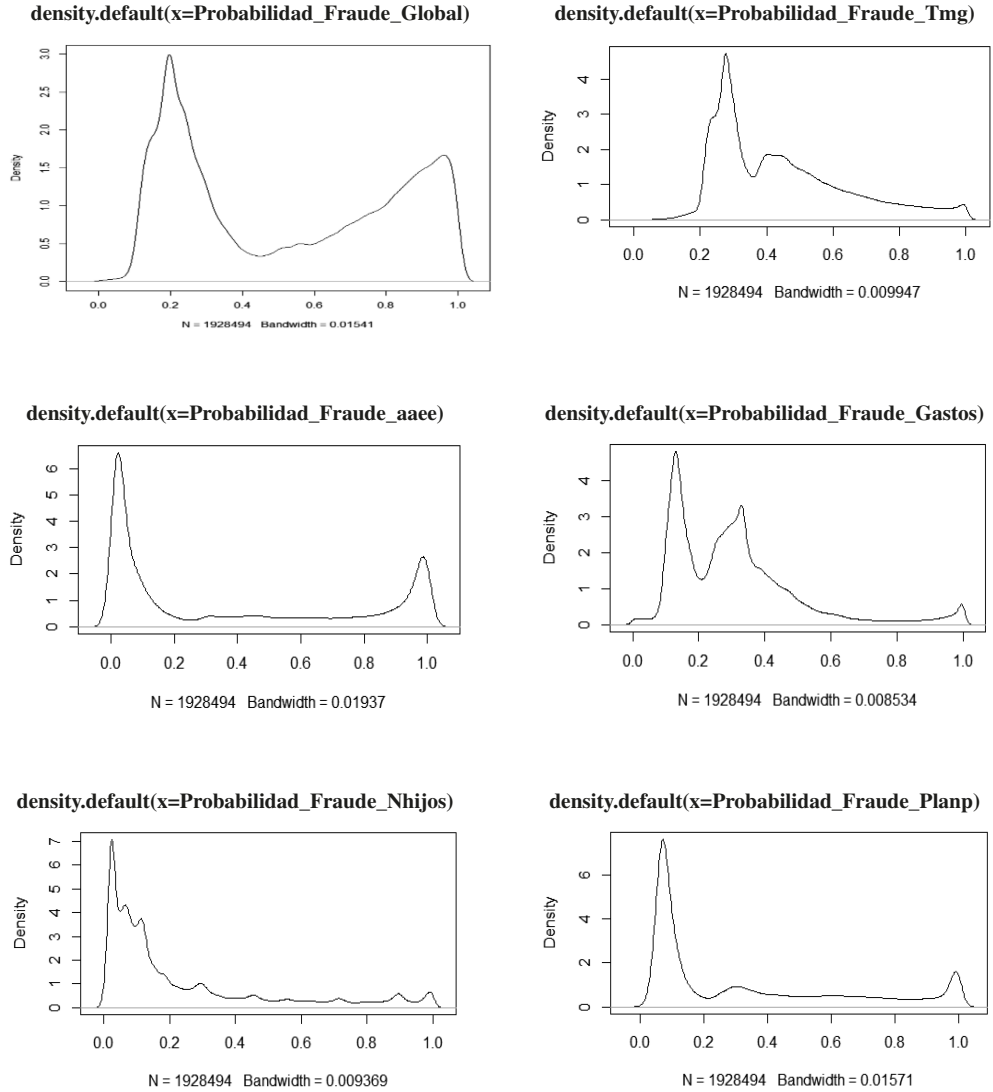 density.default(x=Probabilidad_Fraude_Global)
Density
0.0 0.5 1.0 1.5 2.0 2.5 3.0
0.0 0.2 0.4 0.6 0.8 1.0
N = 1928494 Bandwidth = 0.01541
density.default(x=Probabilidad_Fraude_Tmg)
Density
0 1 2 3 4
0.0 0.2 0.4 0.6 0.8 1.0
N = 1928494 Bandwidth = 0.009947
density.default(x=Probabilidad_Fraude_aaee)
Density
0 1 2 3 4 5 6
0.0 0.2 0.4 0.6 0.8 1.0
N = 1928494 Bandwidth = 0.01937
density.default(x=Probabilidad_Fraude_Gastos)
Density
0 1 2 3 4
0.0 0.2 0.4 0.6 0.8 1.0
N = 1928494 Bandwidth = 0.008534
density.default(x=Probabilidad_Fraude_Nhijos)
Density
0 1 2 3 4 5 6 7
0.0 0.2 0.4 0.6 0.8 1.0
N = 1928494 Bandwidth = 0.009369
density.default(x=Probabilidad_Fraude_Planp)
Density
0 2 4 6
0.0 0.2 0.4 0.6 0.8 1.0
N = 1928494 Bandwidth = 0.01571